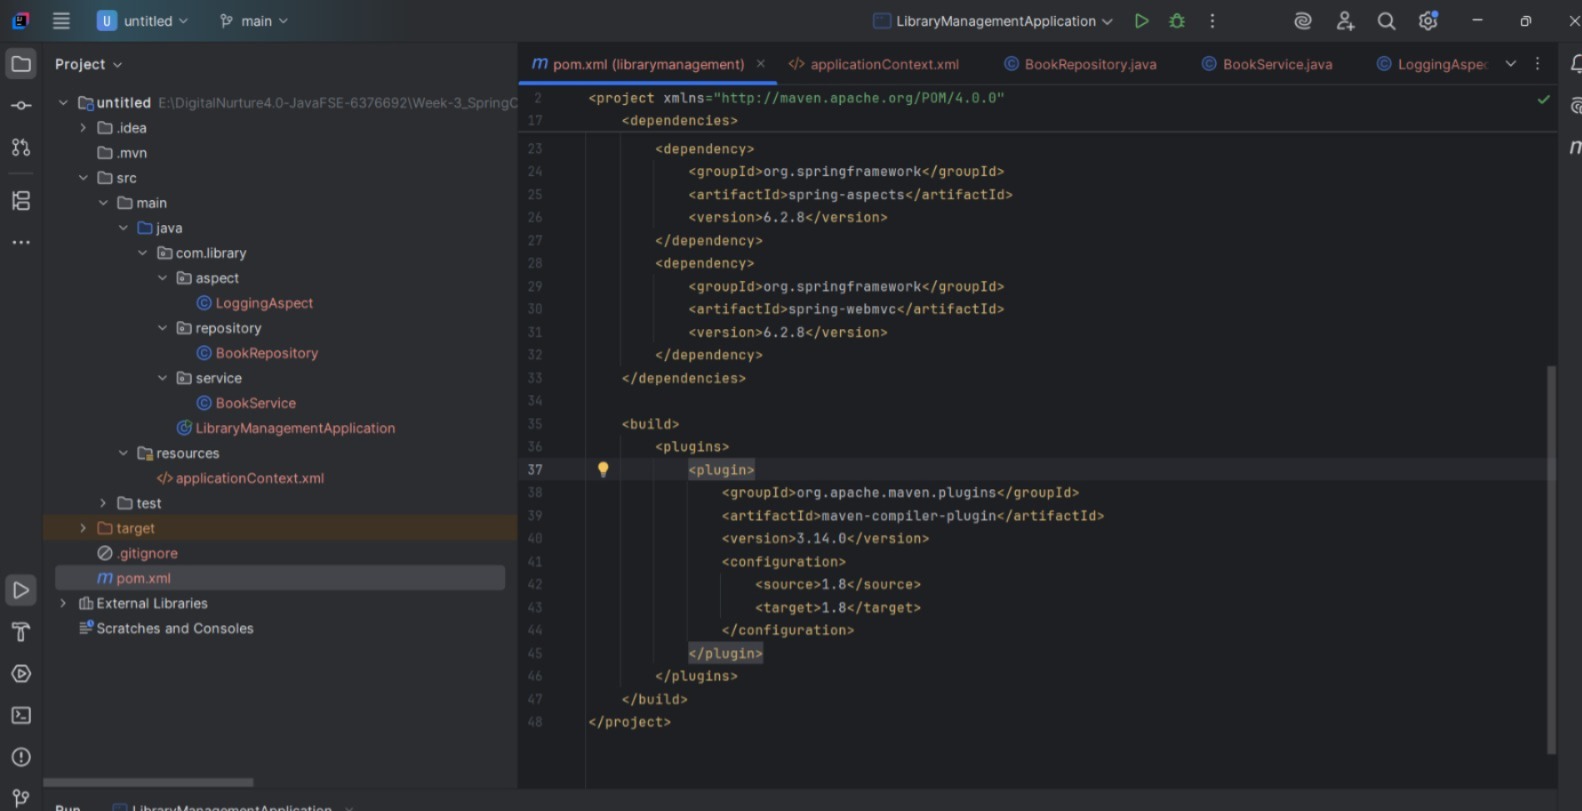 U untitled main LibraryManagementApplication
Project
pom.xml (librarymanagement) applicationContext.xml BookRepository.java BookService.java LoggingAspec
untitled E:\DigitalNurture4.0-JavaFSE-6376692\Week-3_SpringC
.idea
.mvn
src
main
java
com.library
aspect
LoggingAspect
repository
BookRepository
service
BookService
LibraryManagementApplication
resources
applicationContext.xml
test
target
.gitignore
pom.xml
External Libraries
Scratches and Consoles
2 <project xmlns="http://maven.apache.org/POM/4.0.0"
17 <dependencies>
23 <dependency>
24 <groupId>org.springframework</groupId>
25 <artifactId>spring-aspects</artifactId>
26 <version>6.2.8</version>
27 </dependency>
28 <dependency>
29 <groupId>org.springframework</groupId>
30 <artifactId>spring-webmvc</artifactId>
31 <version>6.2.8</version>
32 </dependency>
33 </dependencies>
34
35 <build>
36 <plugins>
37 <plugin>
38 <groupId>org.apache.maven.plugins</groupId>
39 <artifactId>maven-compiler-plugin</artifactId>
40 <version>3.14.0</version>
41 <configuration>
42 <source>1.8</source>
43 <target>1.8</target>
44 </configuration>
45 </plugin>
46 </plugins>
47 </build>
48 </project>
Run LibraryManagementApplication